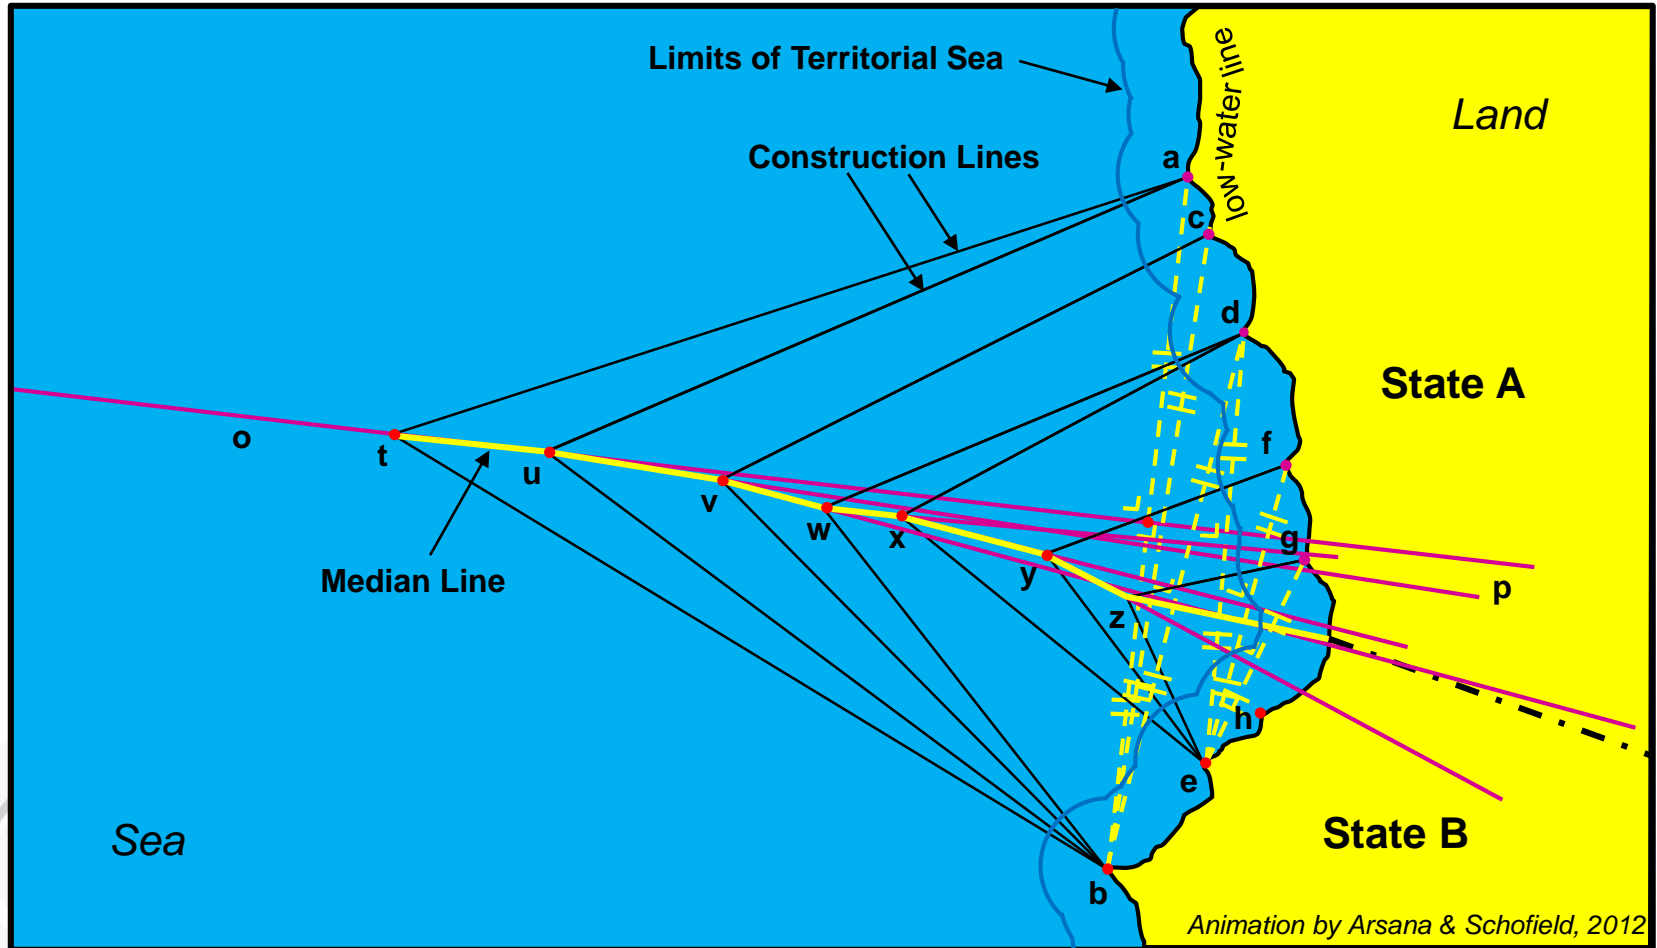 Limits of Territorial Sea
low-water line
Land
Construction Lines
a
c
d
State A
f
o
t
u
v
w
x
g
y
p
Median Line
z
h
e
Sea
State B
b
Animation by Arsana & Schofield, 2012